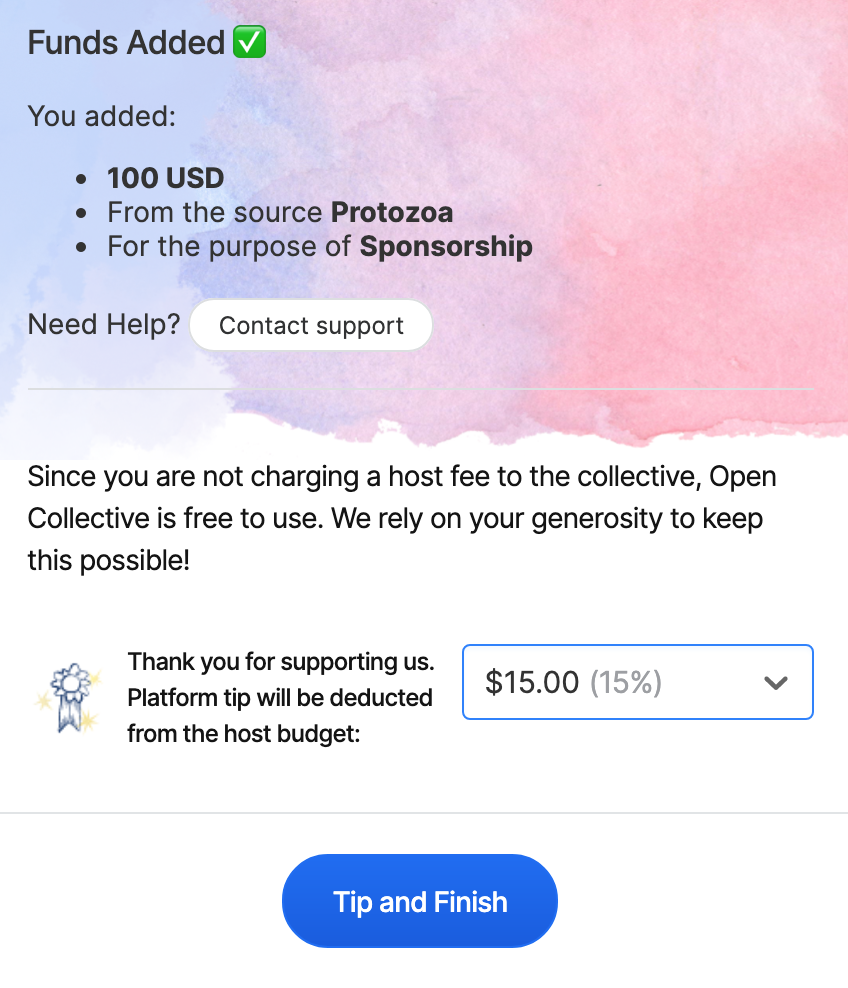 Funds Added ✅
You added:
• 100 USD
• From the source Protozoa
• For the purpose of Sponsorship
Need Help? Contact support
Since you are not charging a host fee to the collective, Open
Collective is free to use. We rely on your generosity to keep
this possible!
Thank you for supporting us.
Platform tip will be deducted
from the host budget:
$15.00 (15%)
Tip and Finish